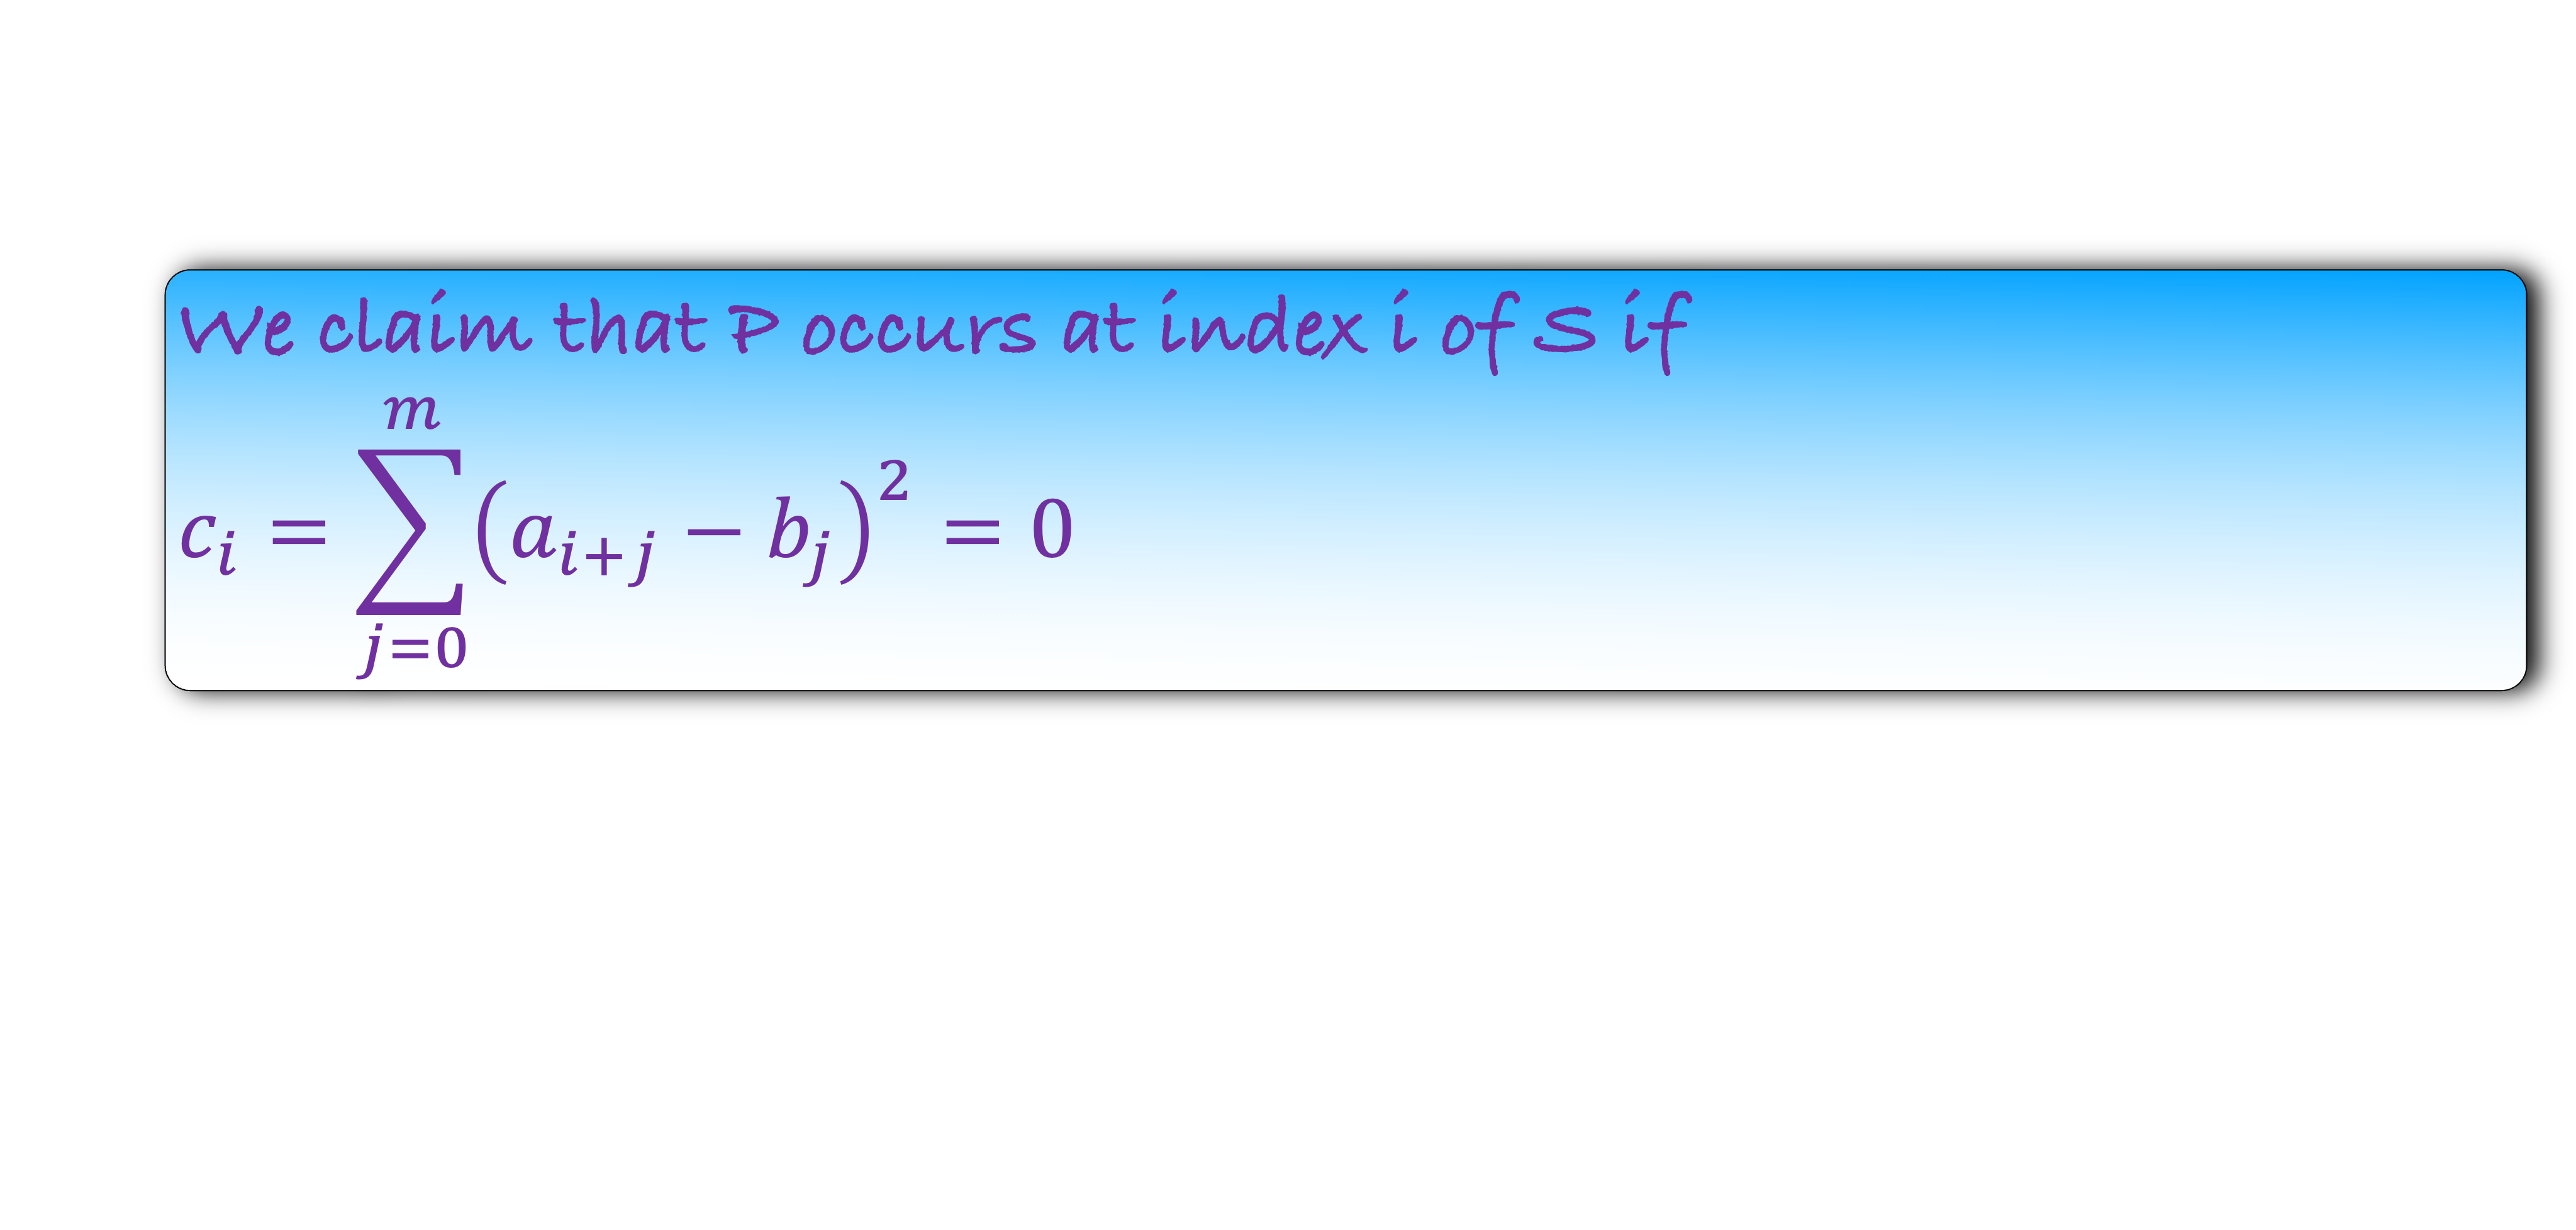 We claim that P occurs at index i of S if
$c_i = \sum_{j=0}^{m} (a_{i+j} - b_j)^2 = 0$